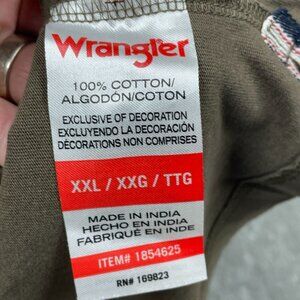 Wrangler
100% COTTON/
ALGODÓN/COTON
EXCLUSIVE OF DECORATION
EXCLUYENDO LA DECORACIÓN
DÉCORATIONS NON COMPRISES
XXL / XXG / TTG
MADE IN INDIA
HECHO EN INDIA
FABRIQUÉ EN INDE
ITEM# 1854625
RN# 169823